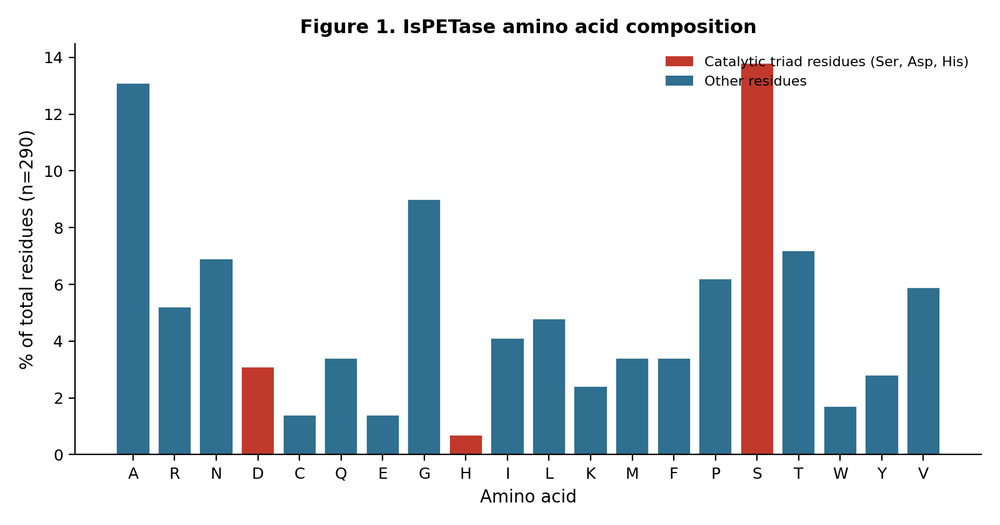 Figure 1. IsPETase amino acid composition
Catalytic triad residues (Ser, Asp, His)
Other residues
% of total residues (n=290)
14
12
10
8
6
4
2
0
A R N D C Q E G H I L K M F P S T W Y V
Amino acid